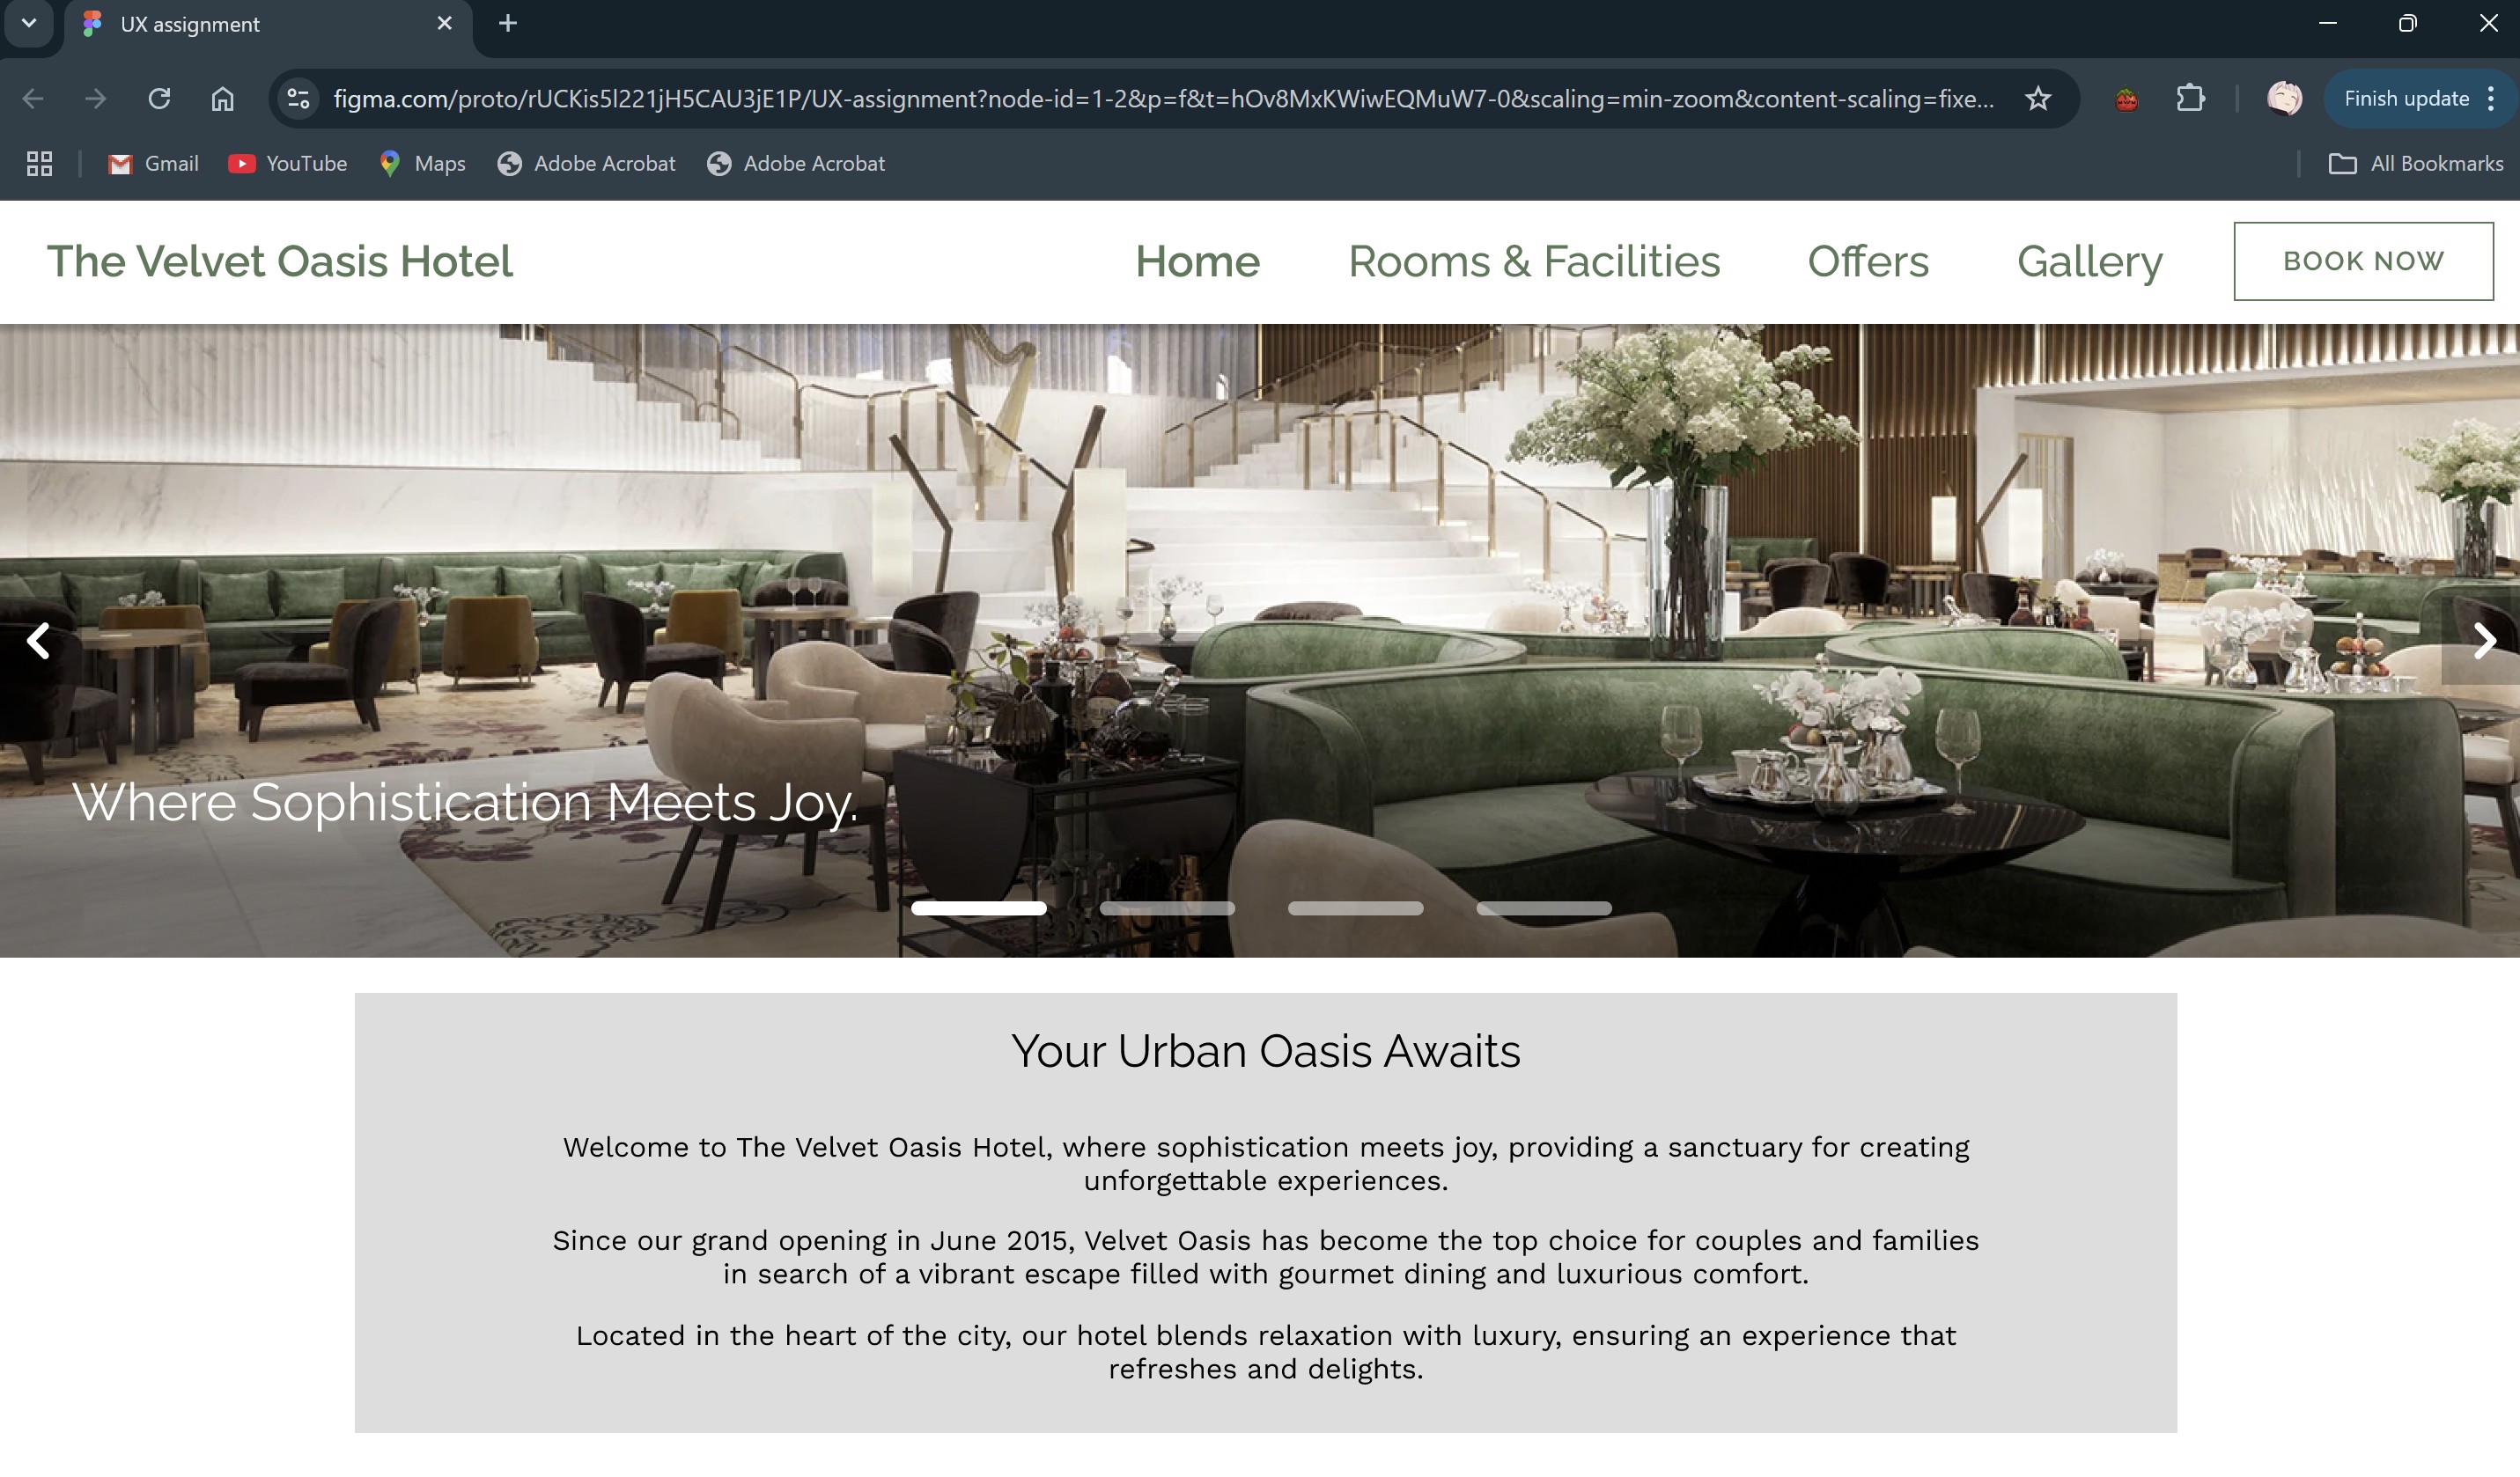 UX assignment
figma.com/proto/rUCKis5l221jH5CAU3jE1P/UX-assignment?node-id=1-2&p=f&t=hOv8MxKWiwEQMuW7-0&scaling=min-zoom&content-scaling=fixe...
Finish update
Gmail
YouTube
Maps
Adobe Acrobat
Adobe Acrobat
All Bookmarks
The Velvet Oasis Hotel
Home
Rooms & Facilities
Offers
Gallery
BOOK NOW
Where Sophistication Meets Joy.
Your Urban Oasis Awaits
Welcome to The Velvet Oasis Hotel, where sophistication meets joy, providing a sanctuary for creating
unforgettable experiences.
Since our grand opening in June 2015, Velvet Oasis has become the top choice for couples and families
in search of a vibrant escape filled with gourmet dining and luxurious comfort.
Located in the heart of the city, our hotel blends relaxation with luxury, ensuring an experience that
refreshes and delights.